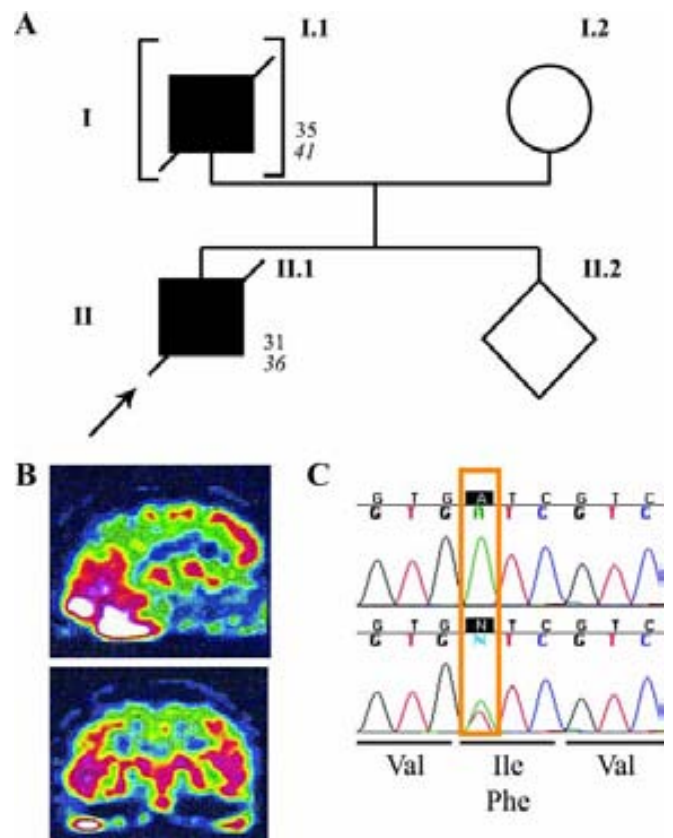 A
I.1
I.2
I
35
41
II.1
II.2
II
31
36
B
C
G T G A T C G T C
G T G A T C G T C
G T G N T C G T C
G T G N T C G T C
Val Ile Val
Phe